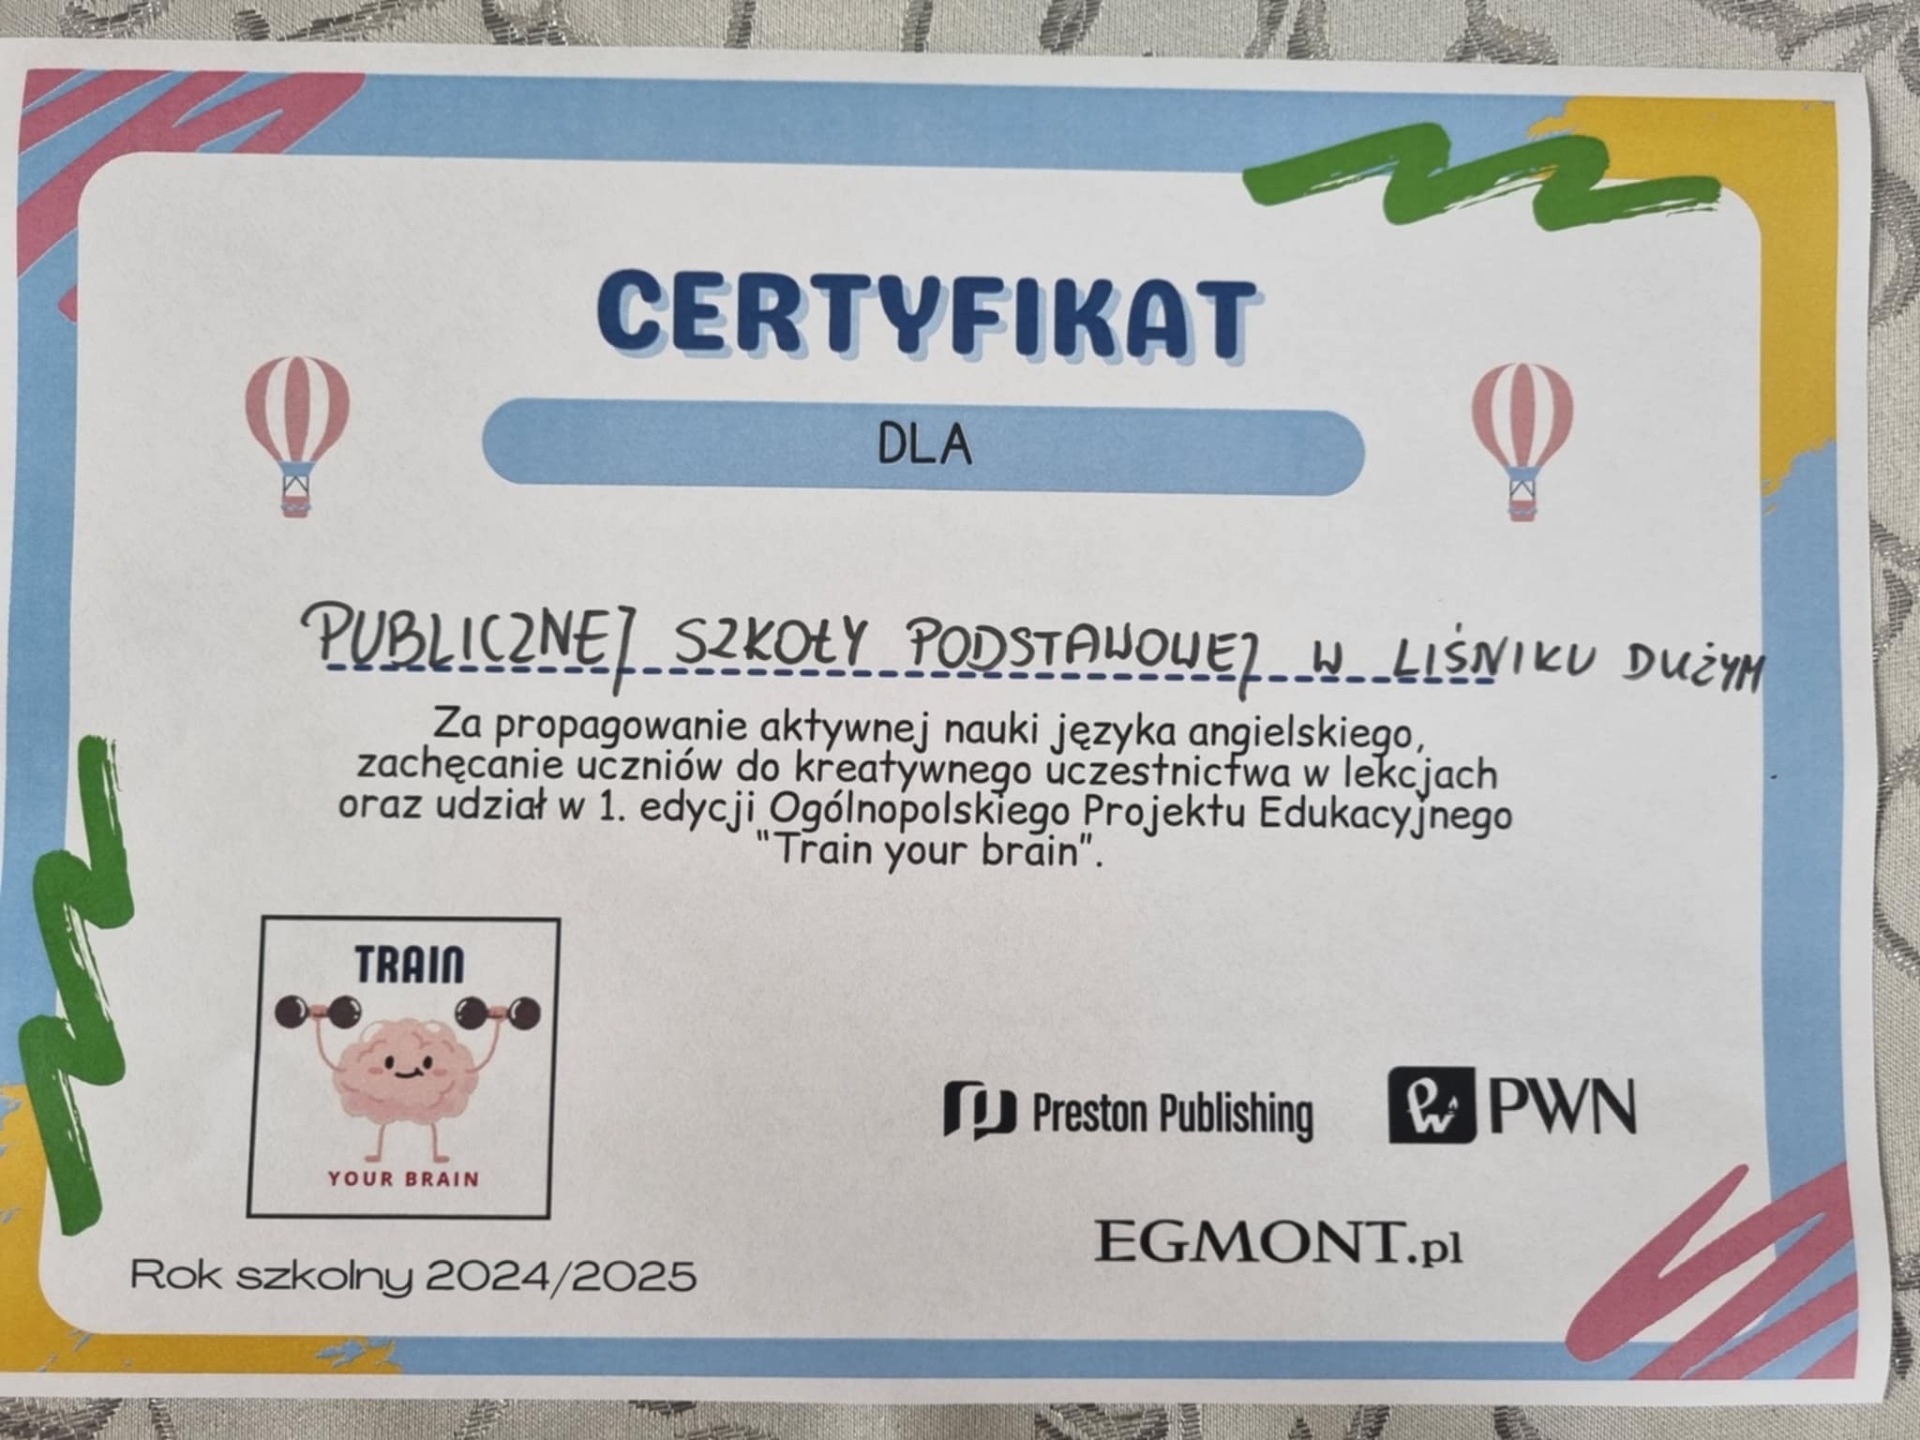 CERTYFIKAT
DLA
PUBLICZNEJ SZKOŁY PODSTAWOWEJ W LIŚNIKU DUŻYM
Za propagowanie aktywnej nauki języka angielskiego,
zachęcanie uczniów do kreatywnego uczestnictwa w lekcjach
oraz udział w 1. edycji Ogólnopolskiego Projektu Edukacyjnego
"Train your brain".
TRAIN
YOUR BRAIN
Preston Publishing
PWN
EGMONT.pl
Rok szkolny 2024/2025